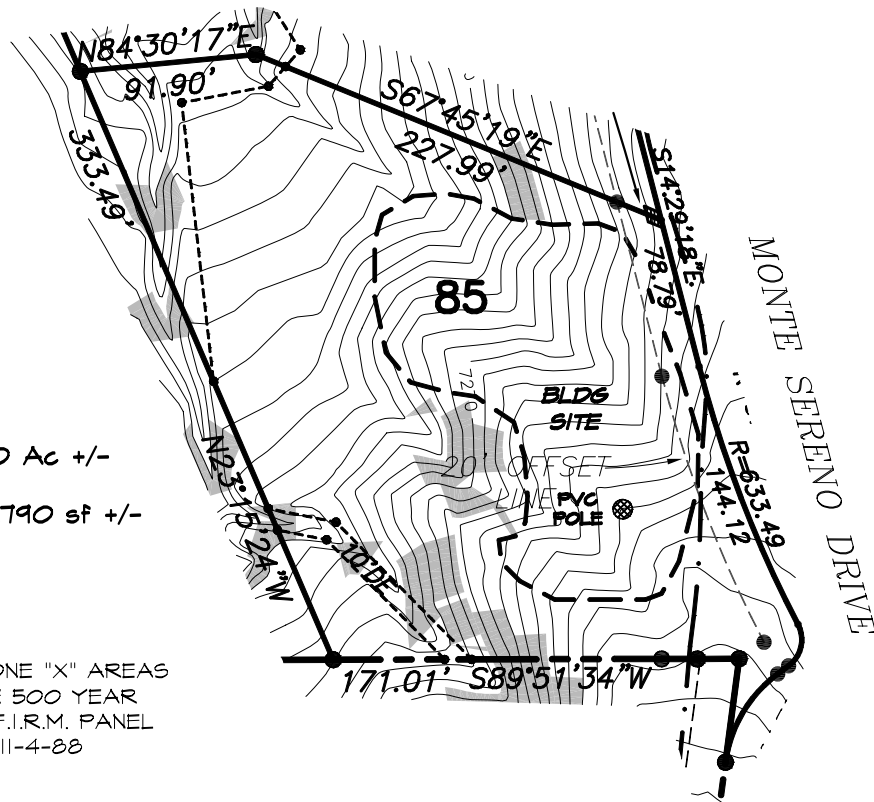 N84°30'17"E
91.90'
S67°45'19"E
227.99'
333.49'
S14°29'18"E
78.79'
MONTE SERENO DRIVE
85
BLDG
SITE
20' OFFSET
LINE
PVC
POLE
R=633.49
144.12
Ac +/-
790 sf +/-
N23°15'24"W
10' DE
171.01'
S89°51'34"W
ONE "X" AREAS
500 YEAR
F.I.R.M. PANEL
11-4-88